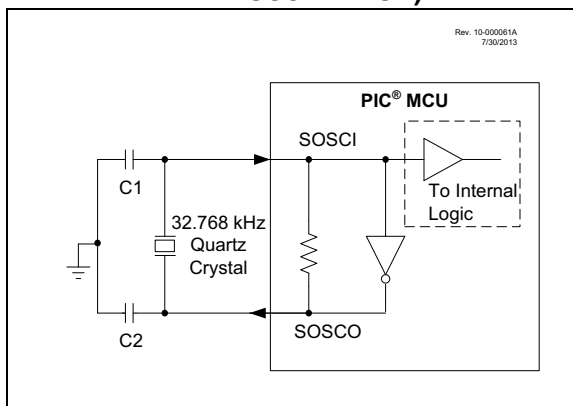 Rev. 10-000061A
7/30/2013
PIC® MCU
SOSCI
C1
To Internal
Logic
32.768 kHz
Quartz
Crystal
SOSCO
C2